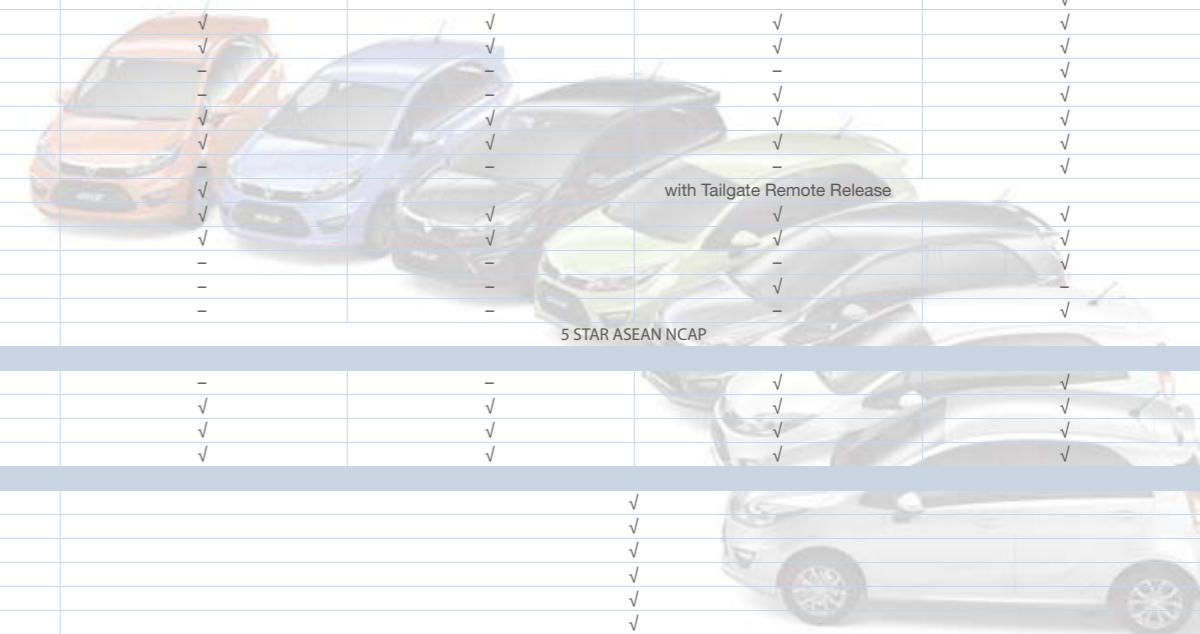 √
√ √ √ √
√ √ √ √
– – – √
– – √ √
√ √ √ √
√ √ √ √
– – – √
√ with Tailgate Remote Release
√ √ √ √
√ √ √ √
– – – √
– – √ –
– – – √
5 STAR ASEAN NCAP
– – √ √
√ √ √ √
√ √ √ √
√ √ √ √
√
√
√
√
√
√